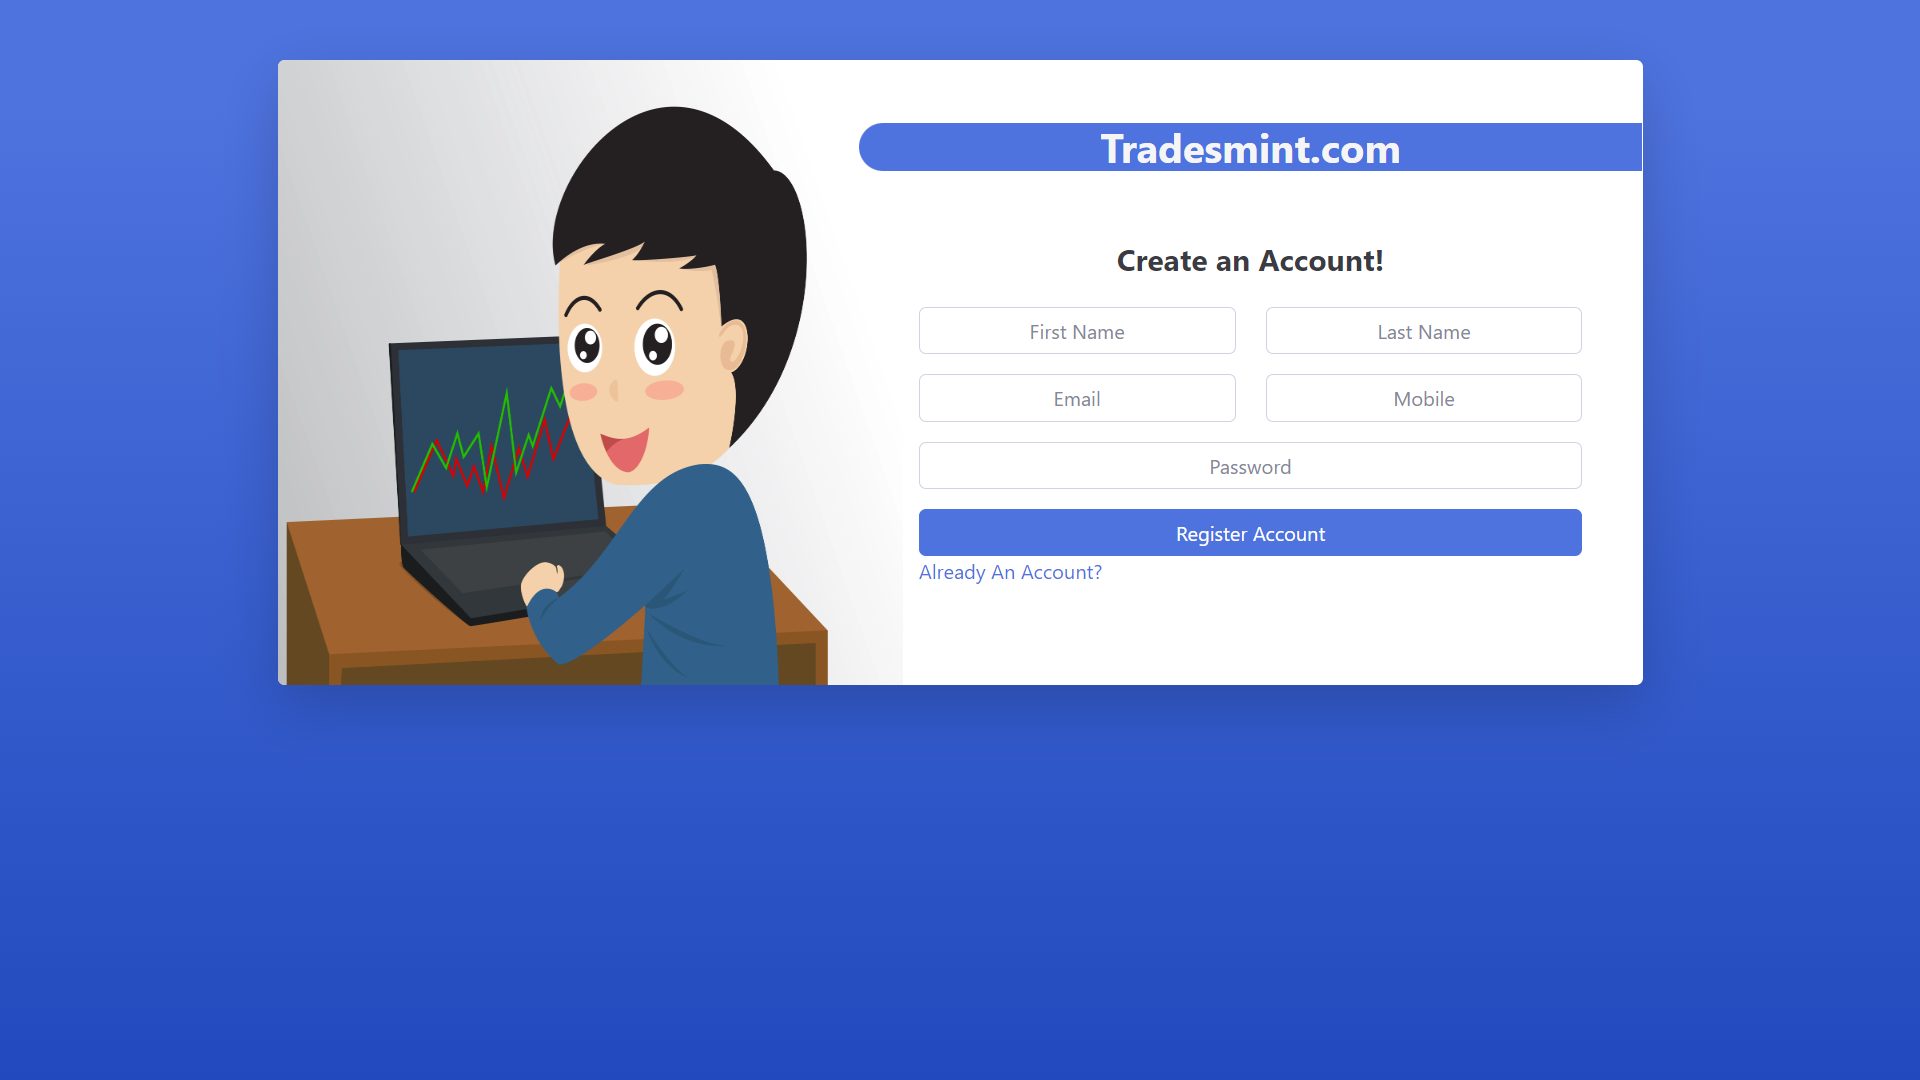 Tradesmint.com
Create an Account!
First Name
Last Name
Email
Mobile
Password
Register Account
Already An Account?